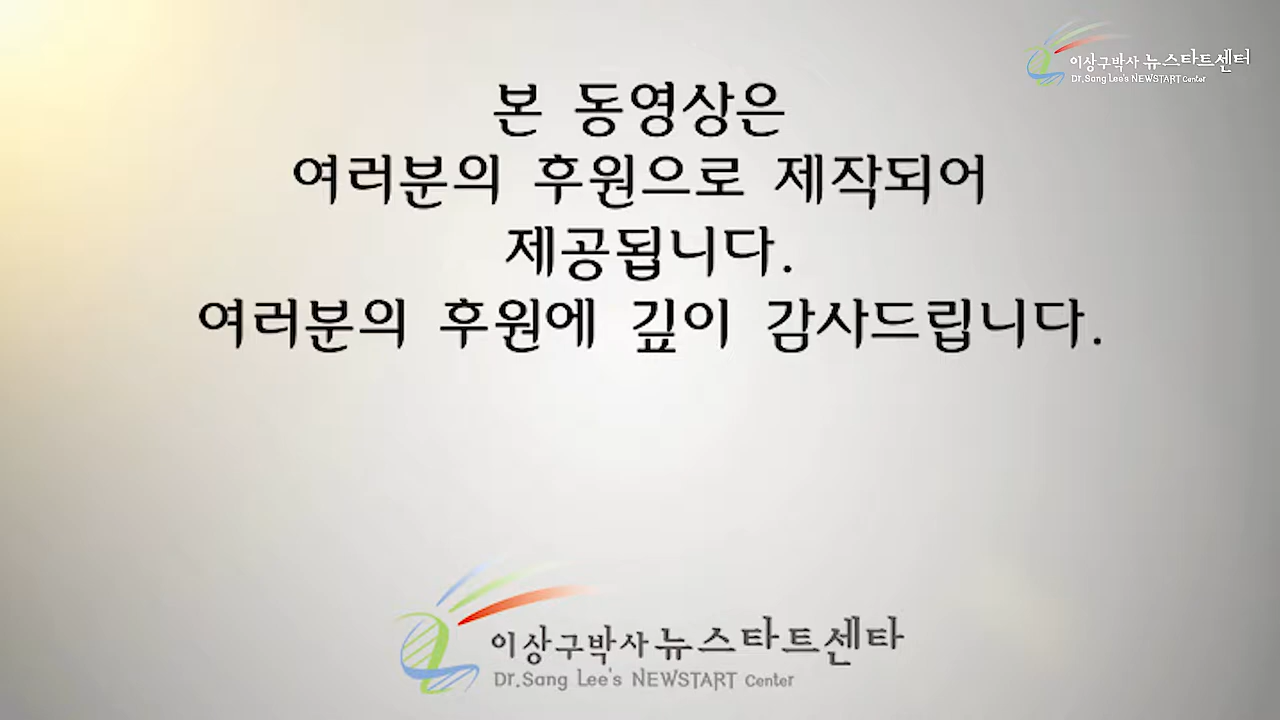 이상구박사 뉴스타트센터
Dr.Sang Lee's NEWSTART Center
본 동영상은
여러분의 후원으로 제작되어
제공됩니다.
여러분의 후원에 깊이 감사드립니다.
이상구박사 뉴스타트센타
Dr.Sang Lee's NEWSTART Center